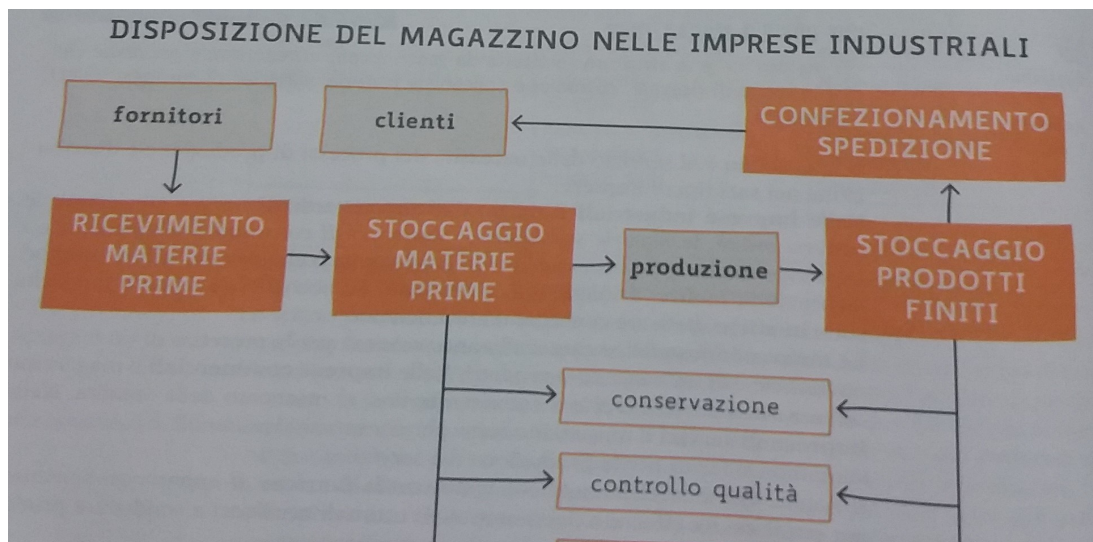 DISPOSIZIONE DEL MAGAZZINO NELLE IMPRESE INDUSTRIALI
fornitori
clienti
CONFEZIONAMENTO
SPEDIZIONE
RICEVIMENTO
MATERIE
PRIME
STOCCAGGIO
MATERIE
PRIME
produzione
STOCCAGGIO
PRODOTTI
FINITI
conservazione
controllo qualità